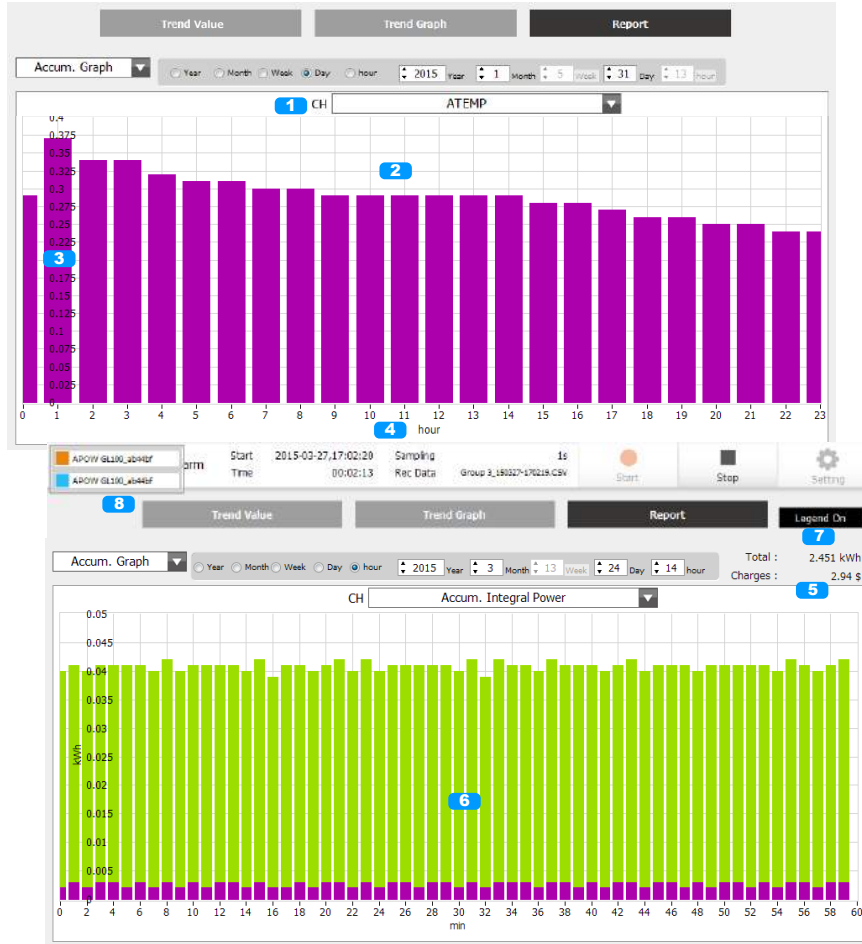 Trend Value Trend Graph Report
Accum. Graph Year Month Week Day hour 2015 Year 1 Month 5 Week 31 Day 13 hour
1 CH ATEMP
0.4
0.375
0.35
0.325
2
0.3
0.275
0.25
0.225
3
0.175
0.15
0.125
0.1
0.075
0.05
0.025
0
0 1 2 3 4 5 6 7 8 9 10 11 12 13 14 15 16 17 18 19 20 21 22 23
4 hour
APOW GL100_ab44bf
APOW GL100_ab44bf
arm
Start 2015-03-27,17:02:20 Sampling 1s
Time 00:02:13 Rec Data Group 3_150327-170219.CSV
Start Stop Setting
8
Trend Value Trend Graph Report Legend On
7
Accum. Graph Year Month Week Day hour 2015 Year 3 Month 13 Week 24 Day 14 hour
Total : 2.451 kWh
Charges : 2.94 $
5
CH Accum. Integral Power
0.05
0.045
0.04
0.035
0.03
0.025
kWh
0.02
0.015
6
0.01
0.005
0
0 2 4 6 8 10 12 14 16 18 20 22 24 26 28 30 32 34 36 38 40 42 44 46 48 50 52 54 56 58 60
min